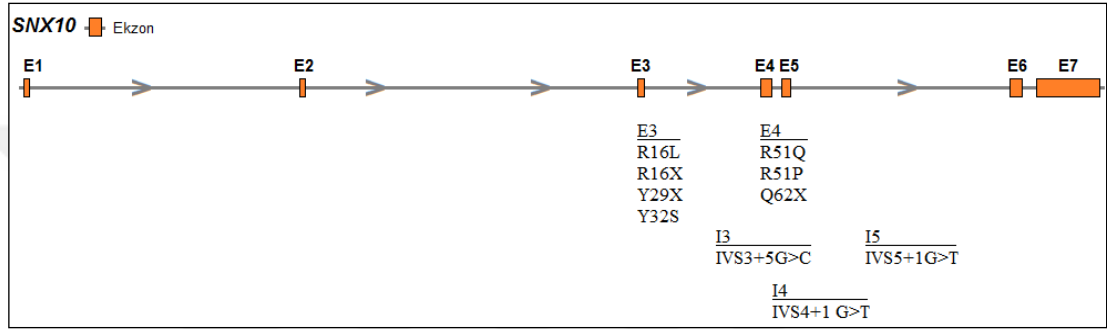 SNX10 Ekzon
E1 E2 E3 E4 E5 E6 E7
E3
R16L
R16X
Y29X
Y32S
E4
R51Q
R51P
Q62X
I3
IVS3+5G>C
I5
IVS5+1G>T
I4
IVS4+1 G>T